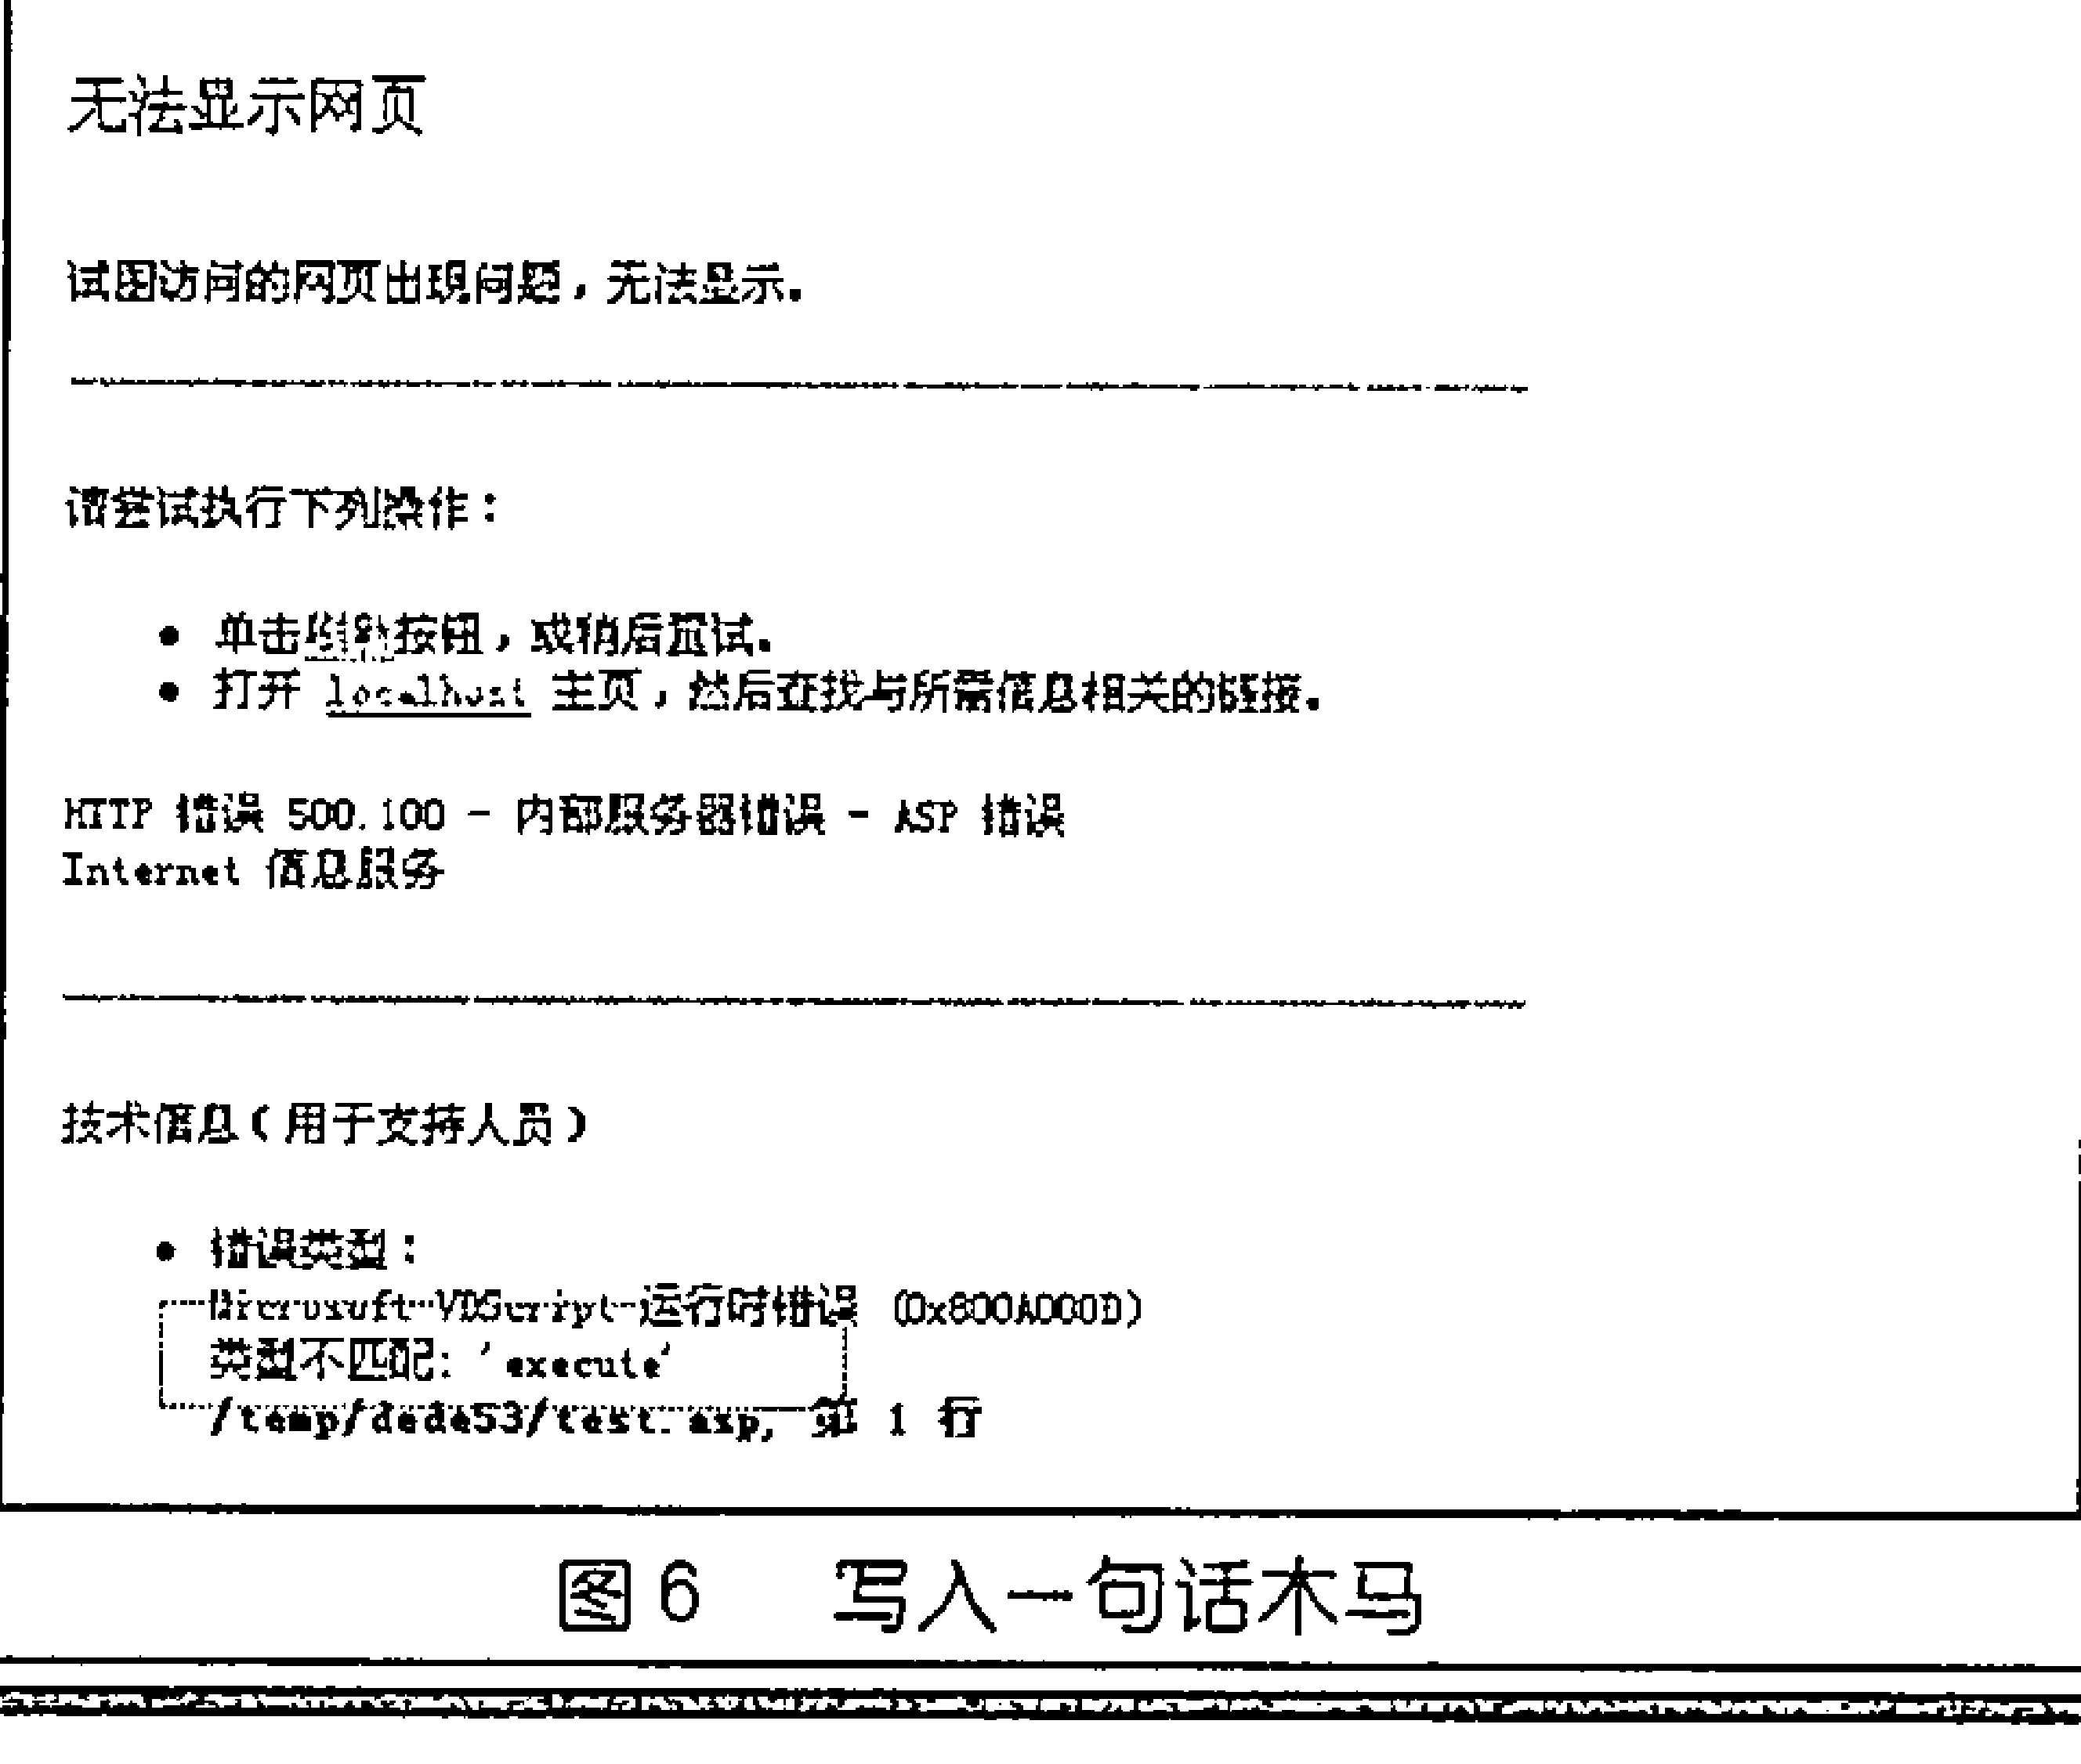 无法显示网页
试图访问的网页出现问题，无法显示。
请尝试执行下列操作：
● 单击刷新按钮，或稍后重试。
● 打开 localhost 主页，然后查找与所需信息相关的链接。
HTTP 错误 500.100 - 内部服务器错误 - ASP 错误
Internet 信息服务
技术信息（用于支持人员）
● 错误类型：
Microsoft VBScript 运行时错误 (0x800A000D)
类型不匹配: 'execute'
/temp/dede53/test.asp, 第 1 行
图 6 写入一句话木马